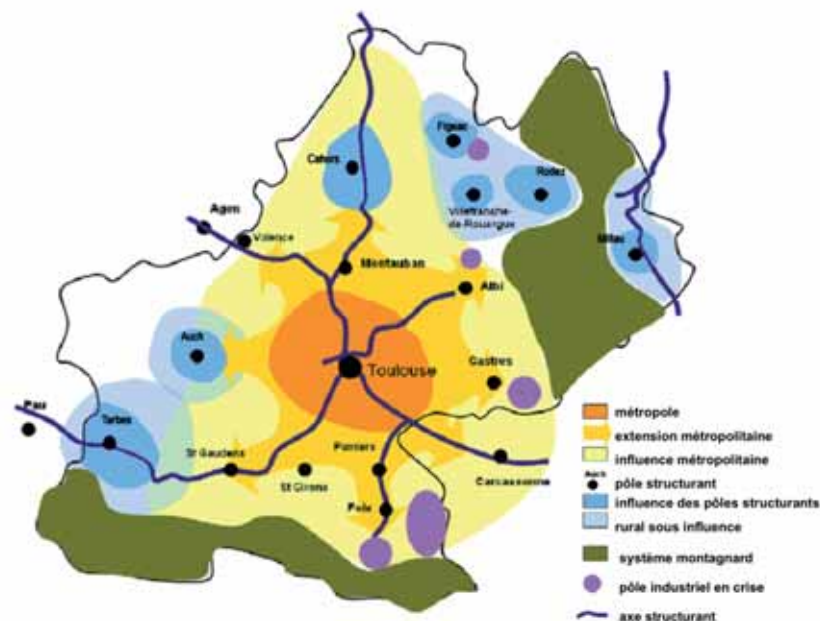 Figeac
Cahors
Rodez
Villefranche-
de-Rouergue
Agen
Valence
Millau
Montauban
Albi
Auch
Toulouse
Castres
Pau
Tarbes
St Gaudens
Pamiers
St Girons
Carcassonne
Foix
métropole
extension métropolitaine
influence métropolitaine
Auch
pôle structurant
influence des pôles structurants
rural sous influence
système montagnard
pôle industriel en crise
axe structurant